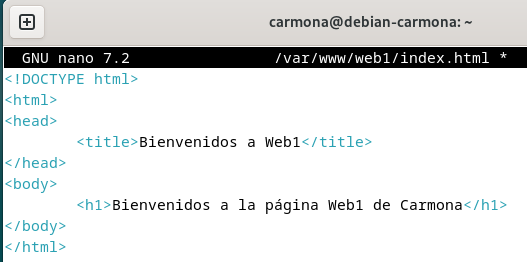 carmona@debian-carmona: ~
GNU nano 7.2 /var/www/web1/index.html *
<!DOCTYPE html>
<html>
<head>
<title>Bienvenidos a Web1</title>
</head>
<body>
<h1>Bienvenidos a la página Web1 de Carmona</h1>
</body>
</html>